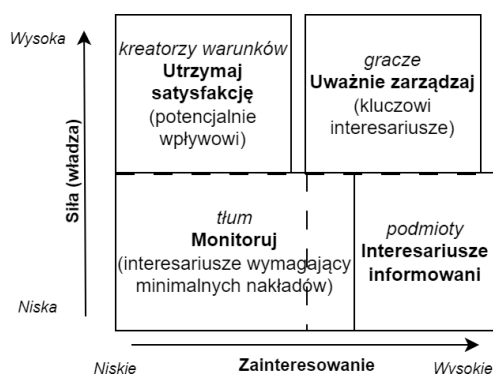 Wysoka
kreatorzy warunków
Utrzymaj
satysfakcję
(potencjalnie
wpływowi)
gracze
Uważnie zarządzaj
(kluczowi
interesariusze)
Siła (władza)
tłum
Monitoruj
(interesariusze wymagający
minimalnych nakładów)
podmioty
Interesariusze
informowani
Niska
Niskie
Zainteresowanie
Wysokie